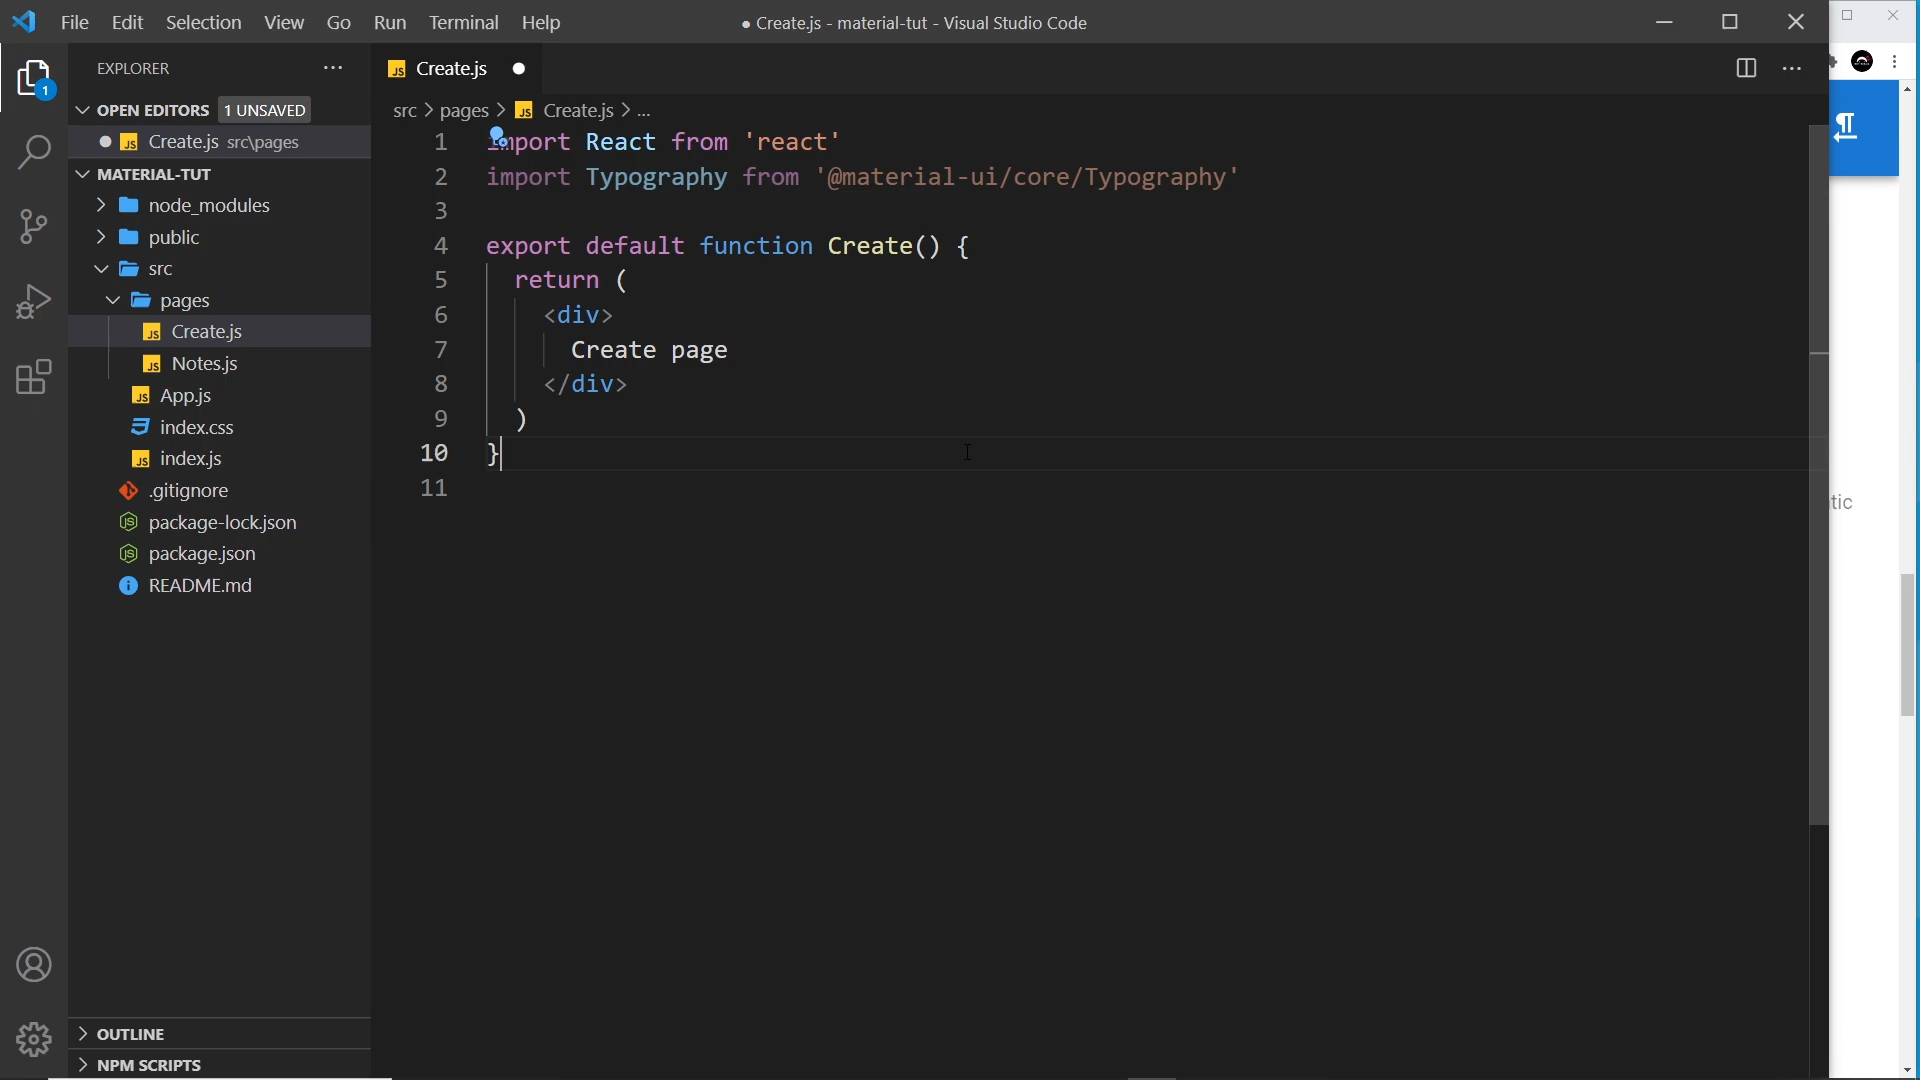 File Edit Selection View Go Run Terminal Help
● Create.js - material-tut - Visual Studio Code
EXPLORER
1
OPEN EDITORS 1 UNSAVED
Create.js src\pages
MATERIAL-TUT
node_modules
public
src
pages
Create.js
Notes.js
App.js
index.css
index.js
.gitignore
package-lock.json
package.json
README.md
OUTLINE
NPM SCRIPTS
JS Create.js
src > pages > JS Create.js > ...
1 import React from 'react'
2 import Typography from '@material-ui/core/Typography'
3
4 export default function Create() {
5 return (
6 <div>
7 Create page
8 </div>
9 )
10 }
11
tic